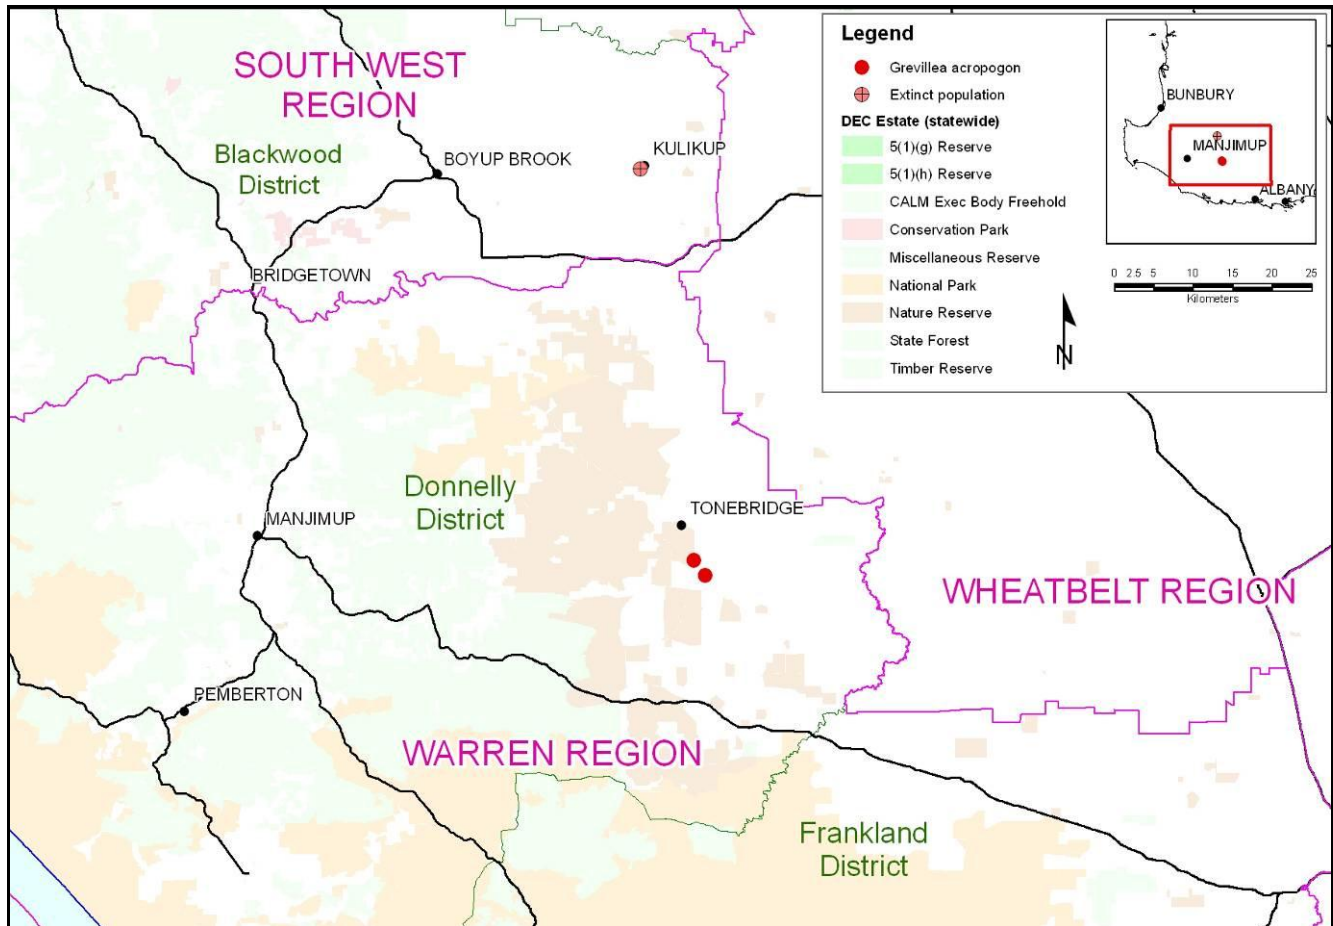 SOUTH WEST
REGION
Blackwood
District
BOYUP BROOK
KULIKUP
BRIDGETOWN
Donnelly
District
TONEBRIDGE
MANJIMUP
WHEATBELT REGION
PEMBERTON
WARREN REGION
Frankland
District
Legend
Grevillea acropogon
Extinct population
DEC Estate (statewide)
5(1)(g) Reserve
5(1)(h) Reserve
CALM Exec Body Freehold
Conservation Park
Miscellaneous Reserve
National Park
Nature Reserve
State Forest
Timber Reserve
BUNBURY
MANJIMUP
ALBANY
0 2.5 5 10 15 20 25
Kilometers
N